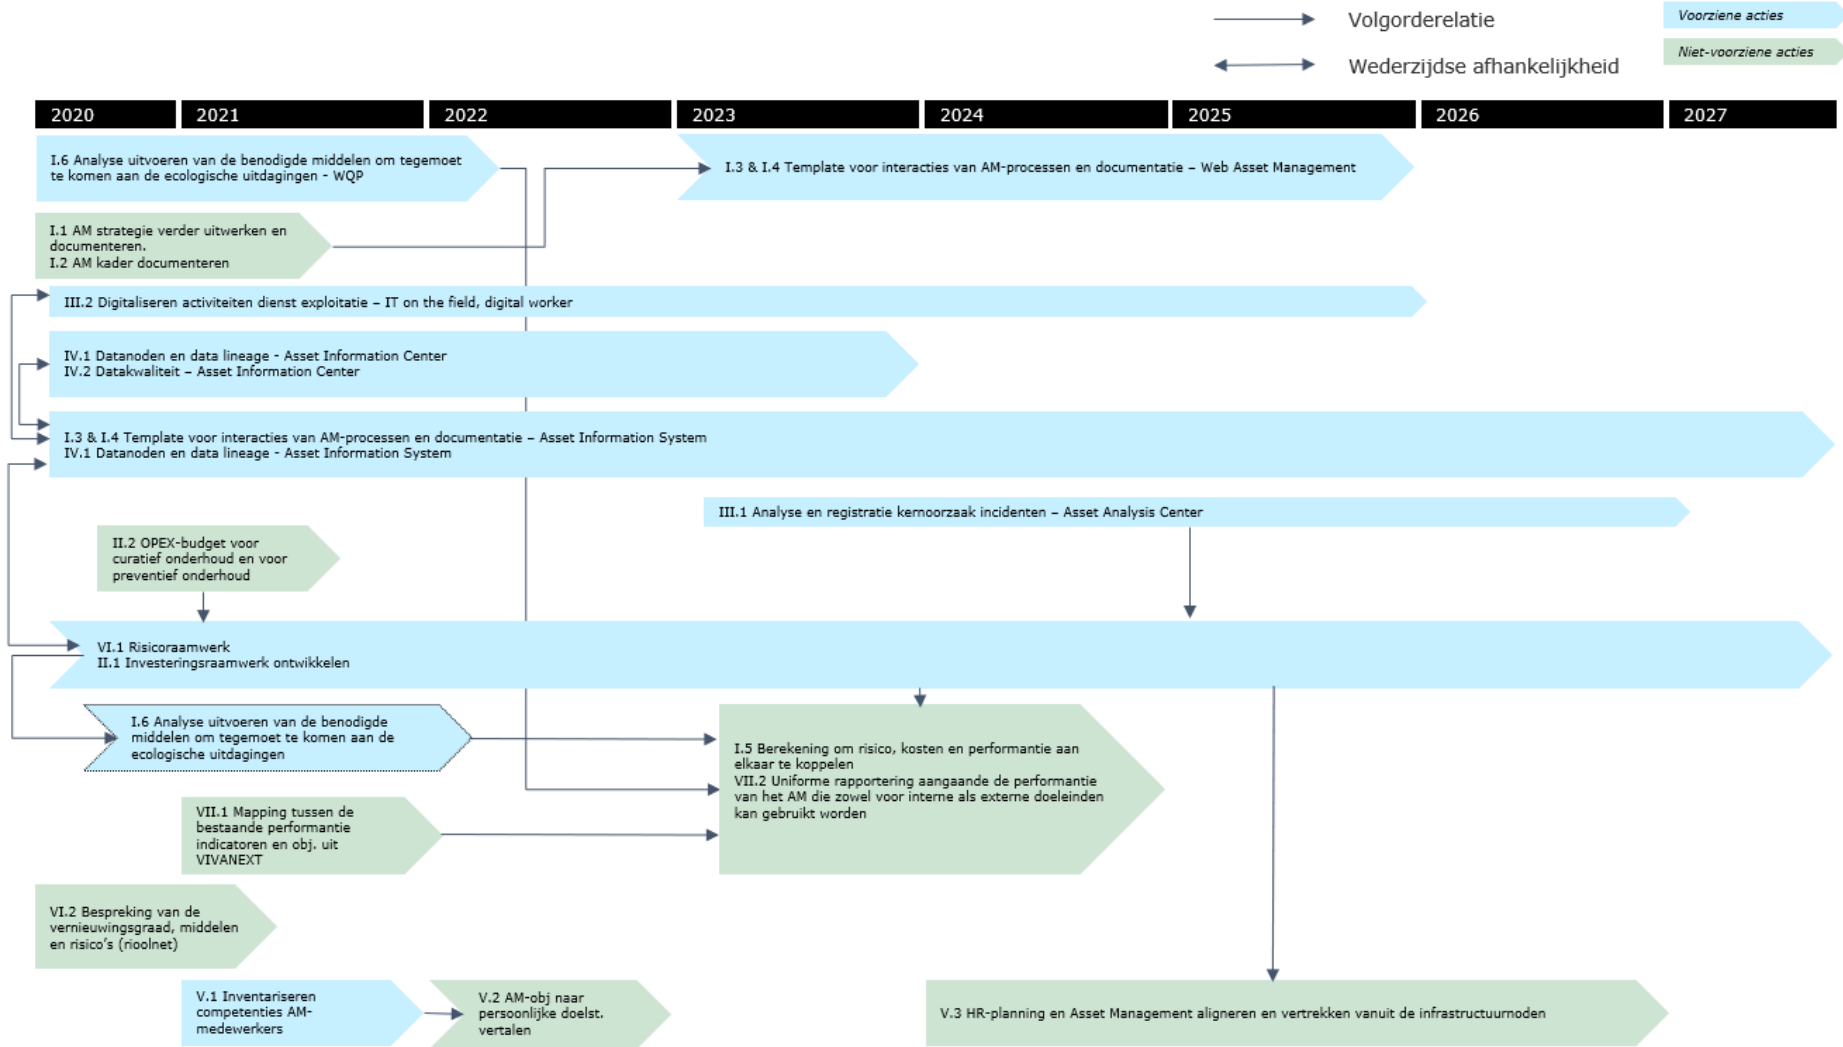 Volgorderelatie
Voorziene acties
Wederzijdse afhankelijkheid
Niet-voorziene acties
2020
2021
2022
2023
2024
2025
2026
2027
I.6 Analyse uitvoeren van de benodigde middelen om tegemoet
te komen aan de ecologische uitdagingen - WQP
I.3 & I.4 Template voor interacties van AM-processen en documentatie – Web Asset Management
I.1 AM strategie verder uitwerken en
documenteren.
I.2 AM kader documenteren
III.2 Digitaliseren activiteiten dienst exploitatie – IT on the field, digital worker
IV.1 Datanoden en data lineage - Asset Information Center
IV.2 Datakwaliteit – Asset Information Center
I.3 & I.4 Template voor interacties van AM-processen en documentatie – Asset Information System
IV.1 Datanoden en data lineage - Asset Information System
III.1 Analyse en registratie kernoorzaak incidenten – Asset Analysis Center
II.2 OPEX-budget voor
curatief onderhoud en voor
preventief onderhoud
VI.1 Risicoraamwerk
II.1 Investeringsraamwerk ontwikkelen
I.6 Analyse uitvoeren van de benodigde
middelen om tegemoet te komen aan de
ecologische uitdagingen
I.5 Berekening om risico, kosten en performantie aan
elkaar te koppelen
VII.2 Uniforme rapportering aangaande de performantie
van het AM die zowel voor interne als externe doeleinden
kan gebruikt worden
VII.1 Mapping tussen de
bestaande performantie
indicatoren en obj. uit
VIVANEXT
VI.2 Bespreking van de
vernieuwingsgraad, middelen
en risico's (rioolnet)
V.1 Inventariseren
competenties AM-
medewerkers
V.2 AM-obj naar
persoonlijke doelst.
vertalen
V.3 HR-planning en Asset Management aligneren en vertrekken vanuit de infrastructuurnoden